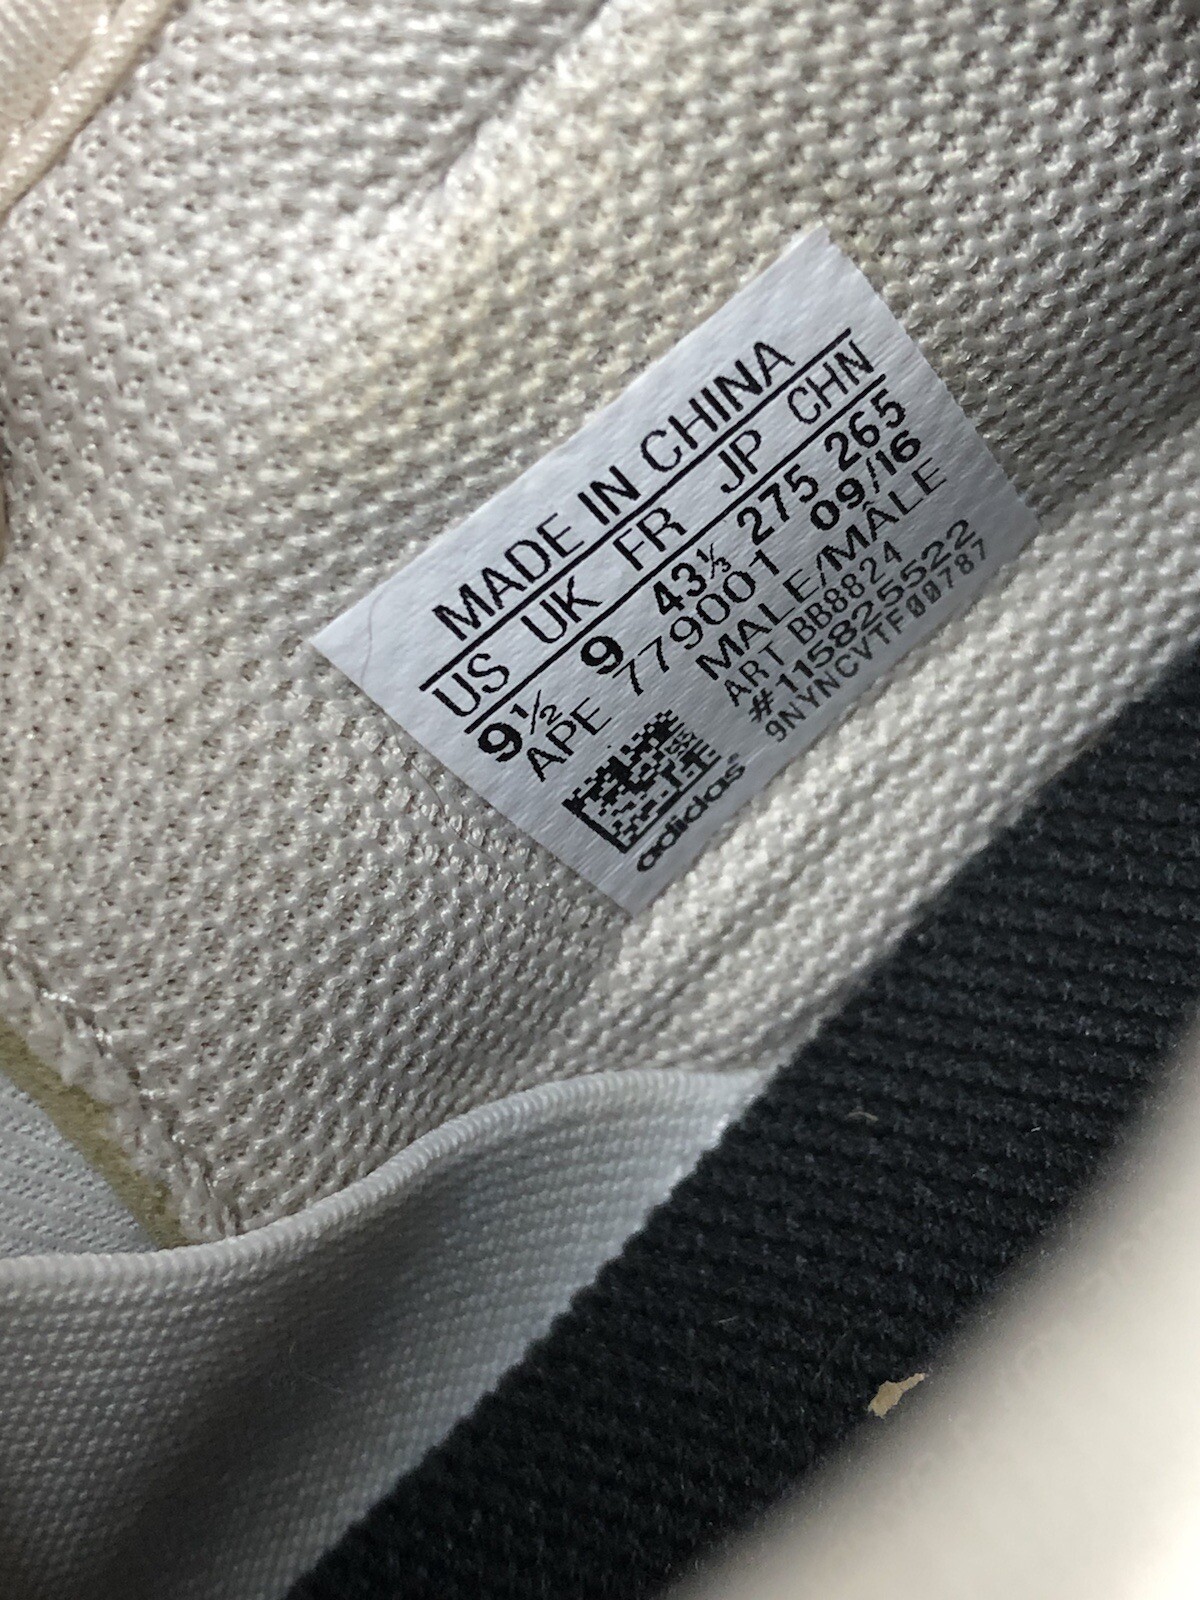 MADE IN CHINA
US UK FR JP CHN
9½ 9 43⅓ 275 265
APE 779001 09/16
MALE/MÂLE
ART BB8824
#115825522
9NYNCVTF00787
adidas